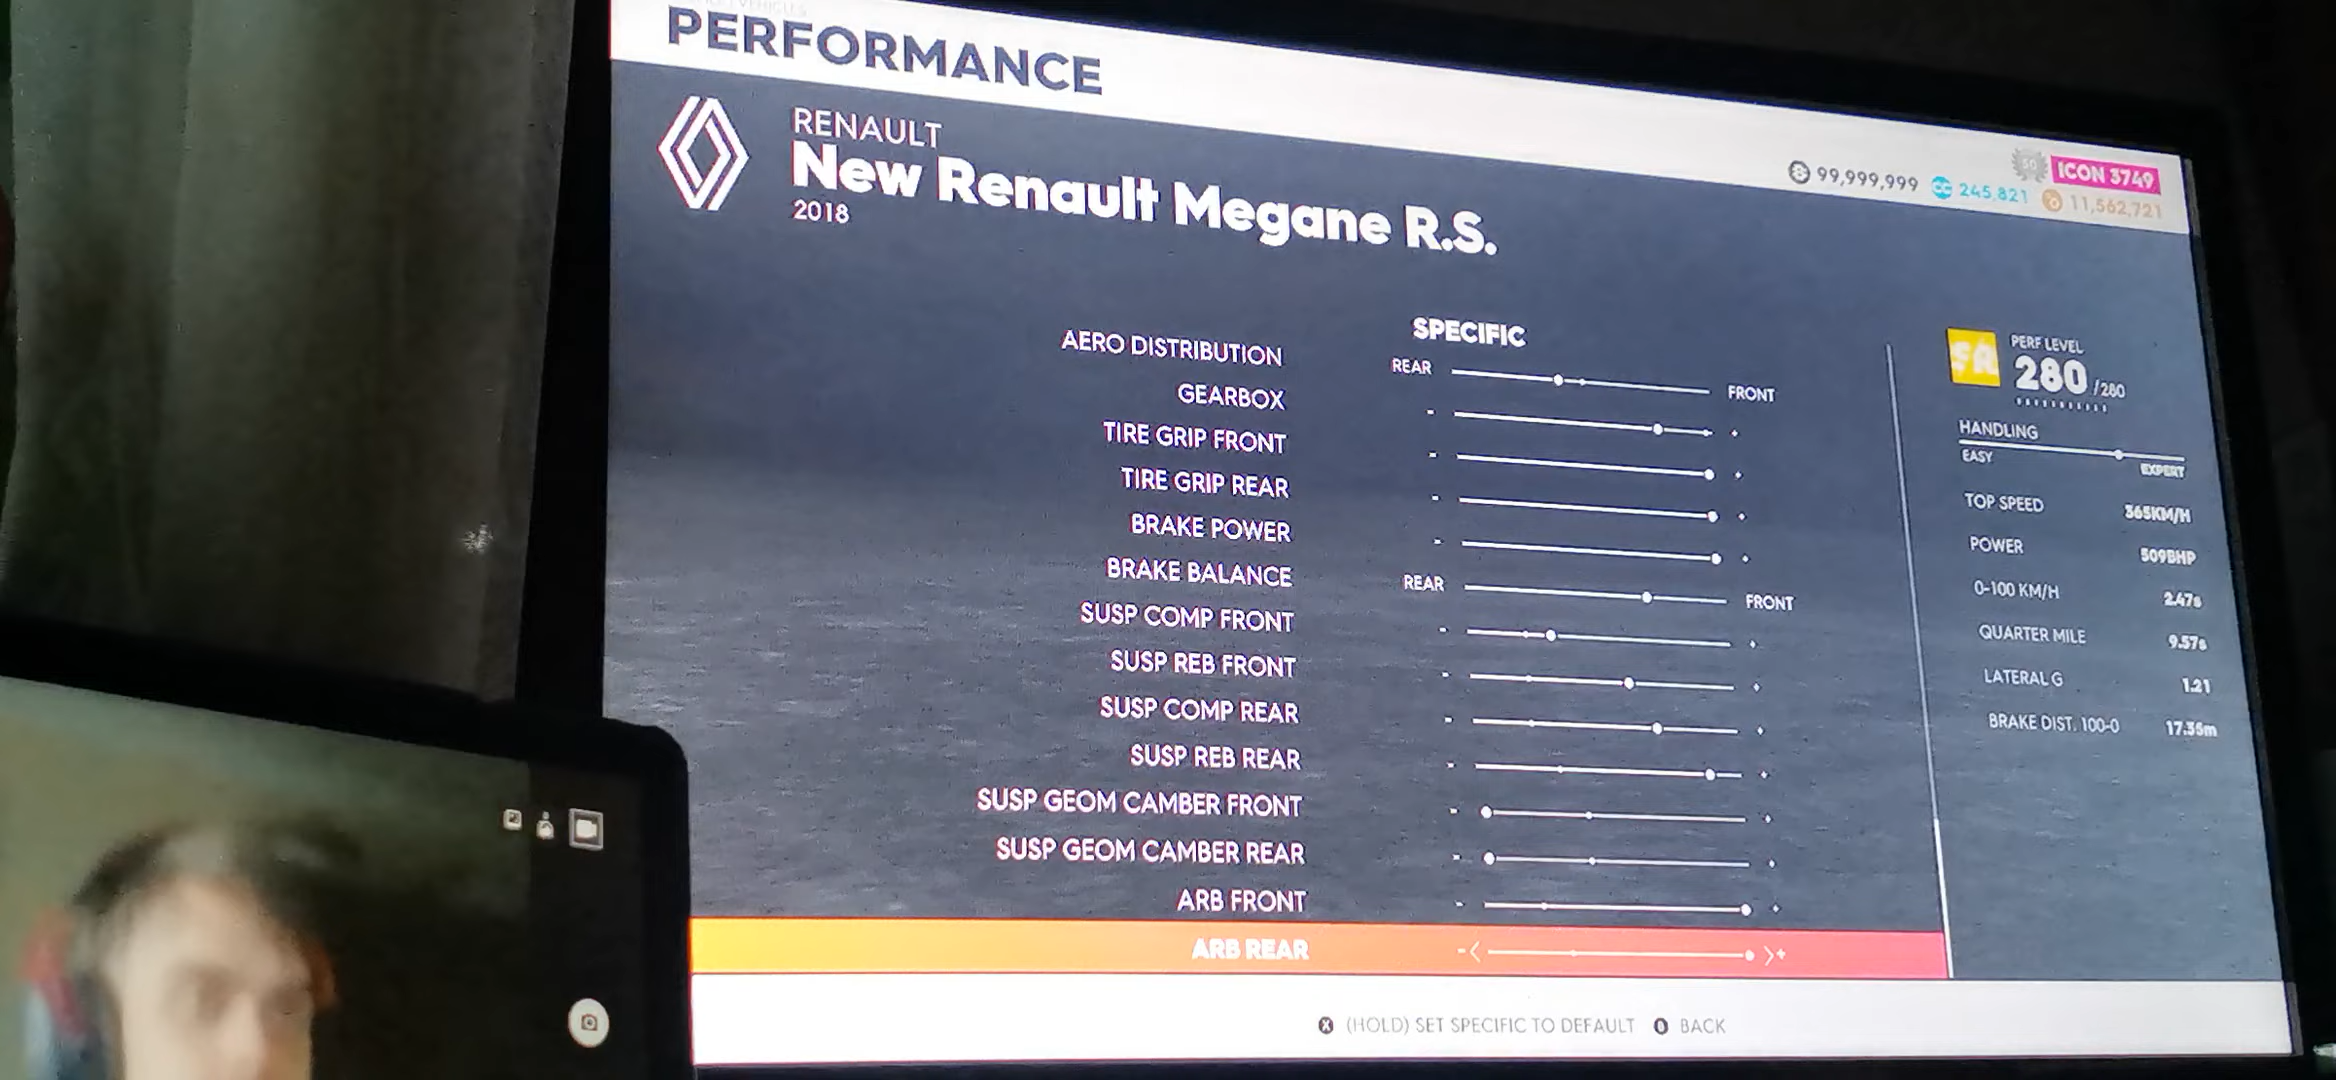 PERFORMANCE
RENAULT
New Renault Megane R.S.
2018
99,999,999 245,821 11,562,721
50 ICON 3749
SPECIFIC
AERO DISTRIBUTION REAR FRONT
GEARBOX - +
TIRE GRIP FRONT - +
TIRE GRIP REAR - +
BRAKE POWER - +
BRAKE BALANCE REAR FRONT
SUSP COMP FRONT - +
SUSP REB FRONT - +
SUSP COMP REAR - +
SUSP REB REAR - +
SUSP GEOM CAMBER FRONT - +
SUSP GEOM CAMBER REAR - +
ARB FRONT - +
ARB REAR -< >+
PERF LEVEL
280 /280
HANDLING
EASY EXPERT
TOP SPEED 365KM/H
POWER 509BHP
0-100 KM/H 2.47s
QUARTER MILE 9.57s
LATERAL G 1.21
BRAKE DIST. 100-0 17.35m
X (HOLD) SET SPECIFIC TO DEFAULT BACK